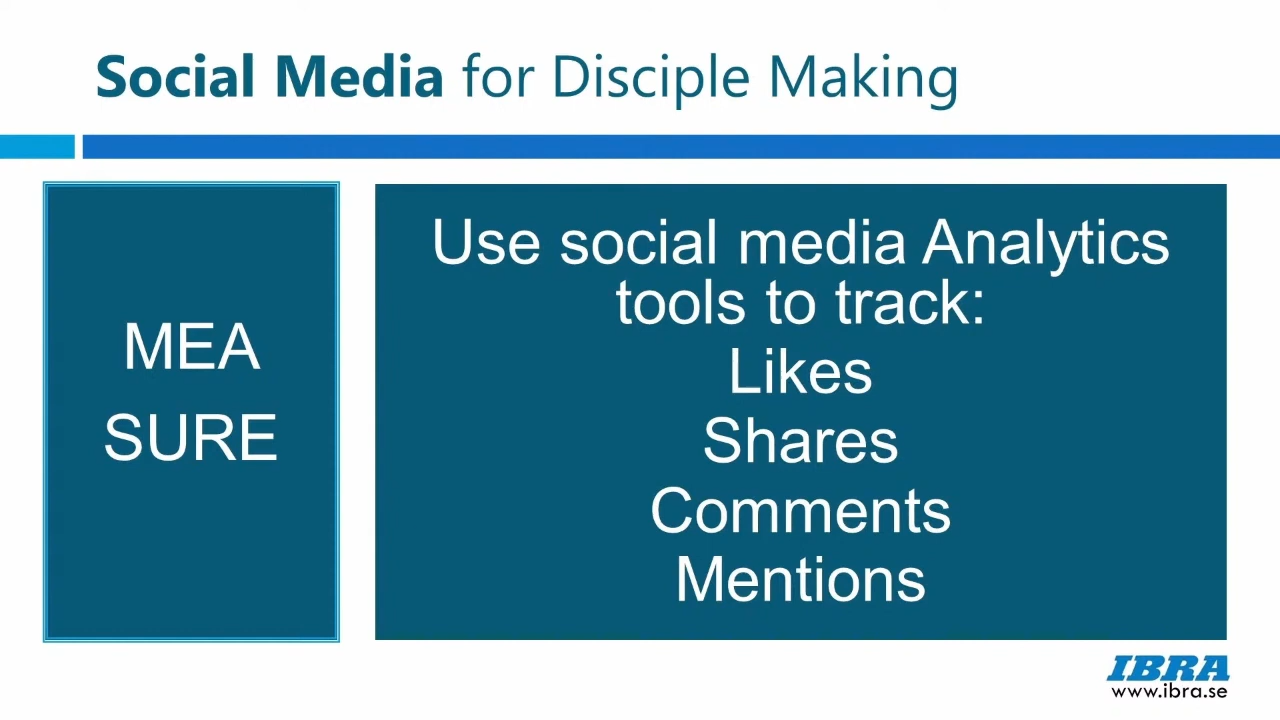 Social Media for Disciple Making
MEA
SURE
Use social media Analytics
tools to track:
Likes
Shares
Comments
Mentions
IBRA
www.ibra.se